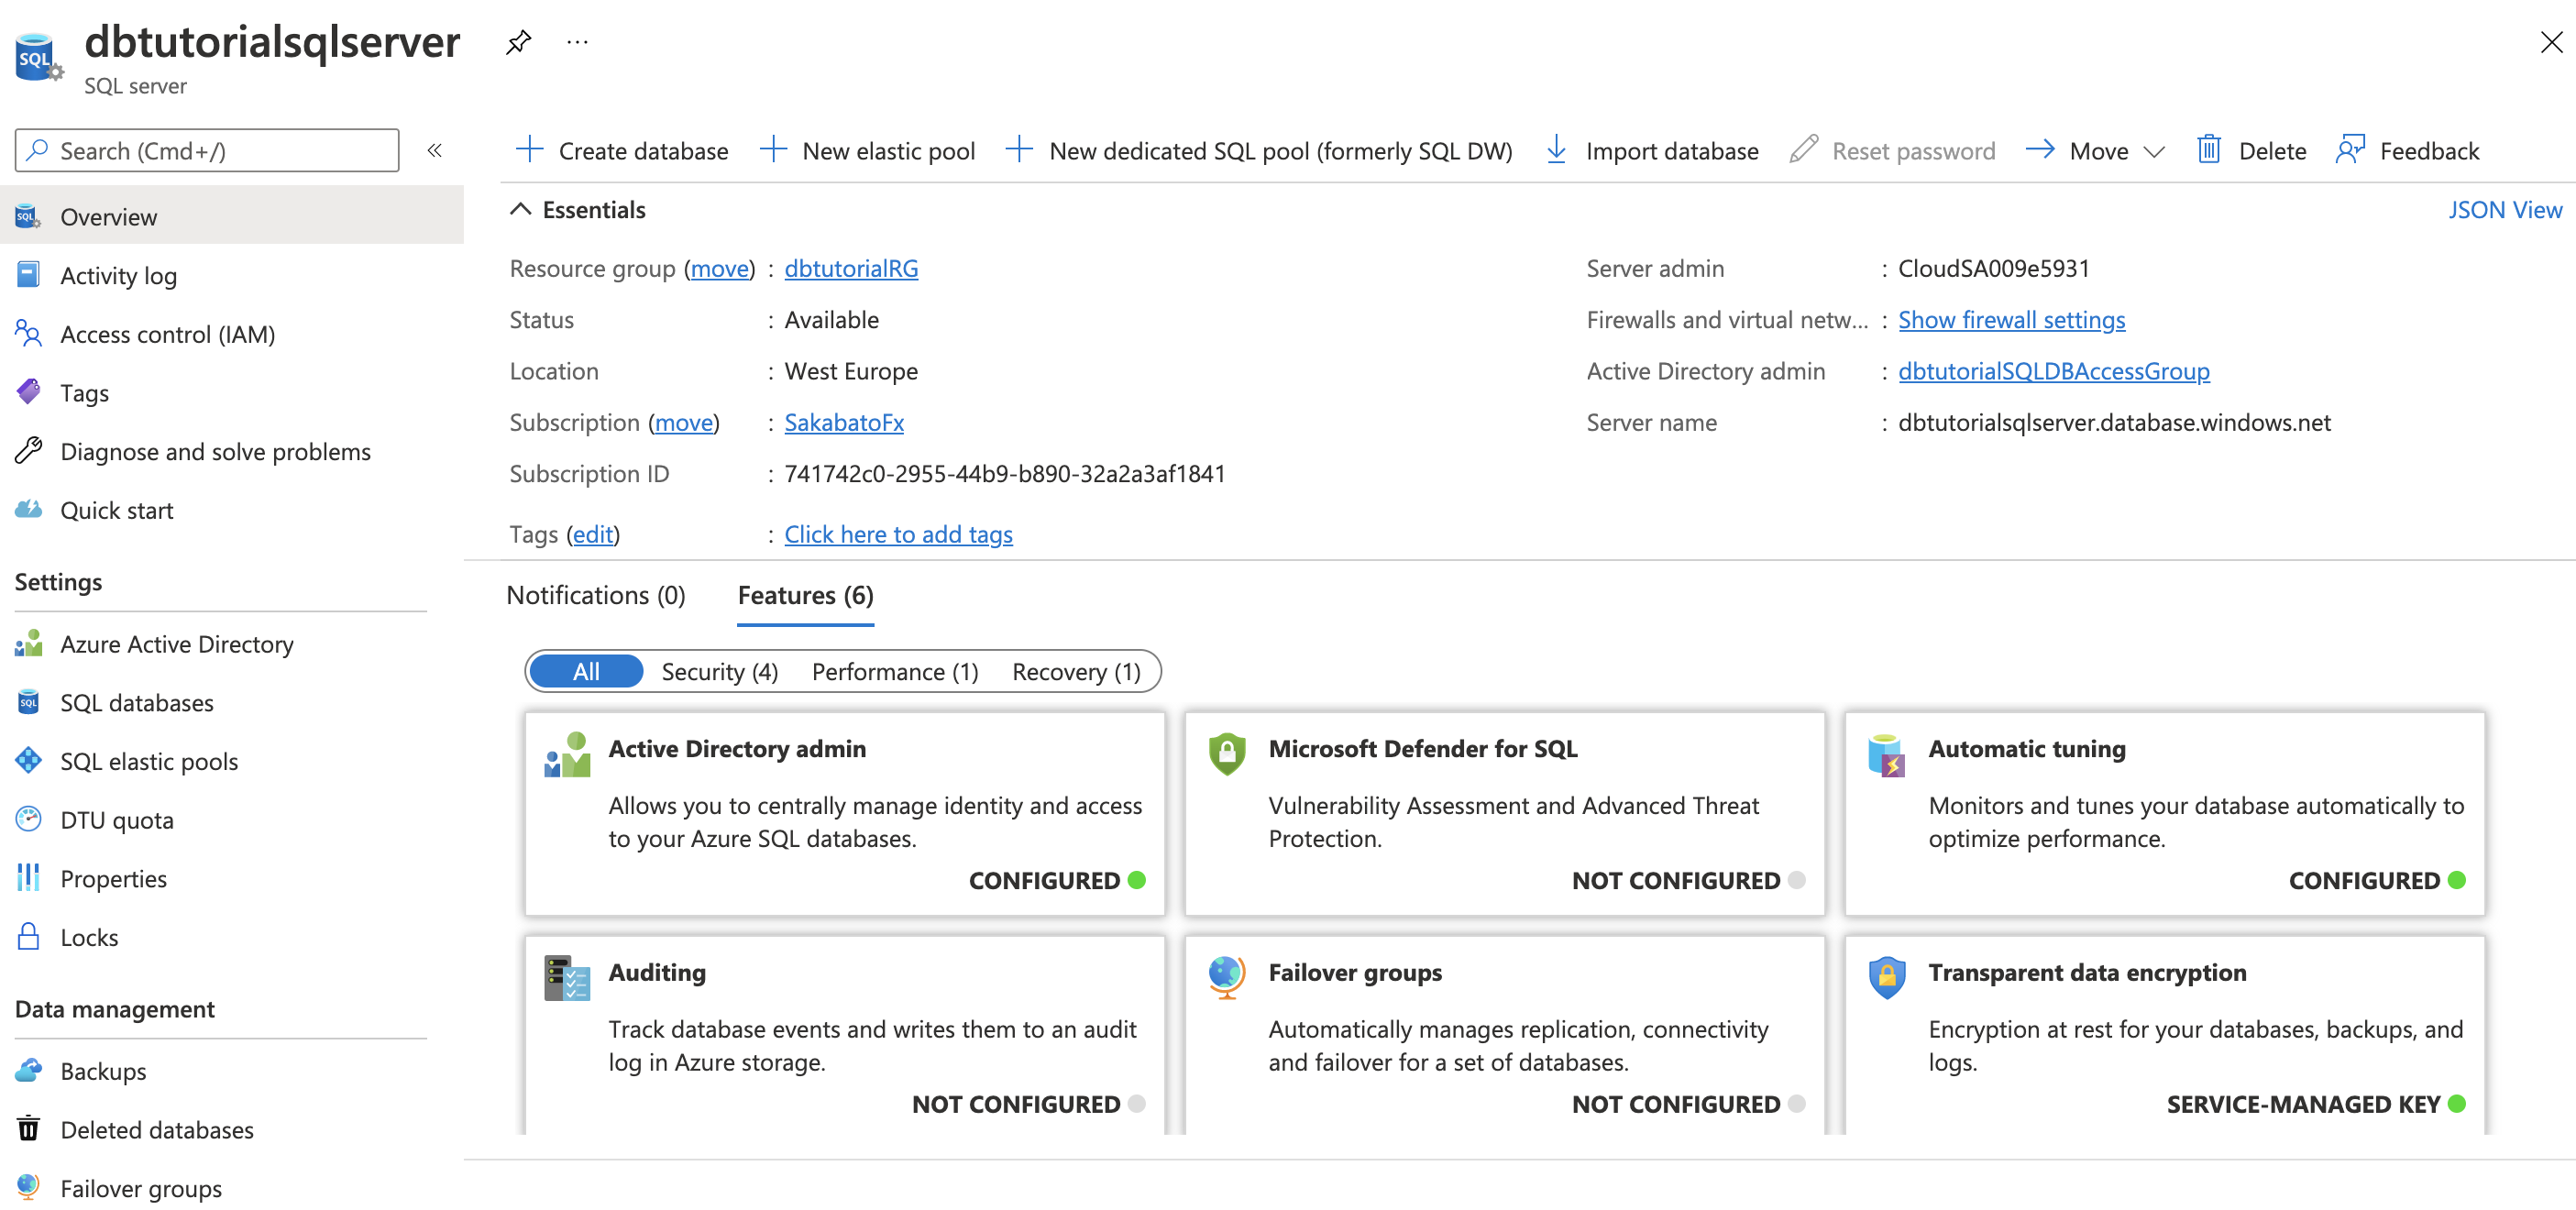 dbtutorialsqlserver
SQL server
Search (Cmd+/)
Overview
Activity log
Access control (IAM)
Tags
Diagnose and solve problems
Quick start
Settings
Azure Active Directory
SQL databases
SQL elastic pools
DTU quota
Properties
Locks
Data management
Backups
Deleted databases
Failover groups
Create database New elastic pool New dedicated SQL pool (formerly SQL DW) Import database Reset password Move Delete Feedback
Essentials
JSON View
Resource group (move) : dbtutorialRG
Status : Available
Location : West Europe
Subscription (move) : SakabatoFx
Subscription ID : 741742c0-2955-44b9-b890-32a2a3af1841
Tags (edit) : Click here to add tags
Server admin : CloudSA009e5931
Firewalls and virtual netw... : Show firewall settings
Active Directory admin : dbtutorialSQLDBAccessGroup
Server name : dbtutorialsqlserver.database.windows.net
Notifications (0) Features (6)
All Security (4) Performance (1) Recovery (1)
Active Directory admin
Allows you to centrally manage identity and access
to your Azure SQL databases.
CONFIGURED
Microsoft Defender for SQL
Vulnerability Assessment and Advanced Threat
Protection.
NOT CONFIGURED
Automatic tuning
Monitors and tunes your database automatically to
optimize performance.
CONFIGURED
Auditing
Track database events and writes them to an audit
log in Azure storage.
NOT CONFIGURED
Failover groups
Automatically manages replication, connectivity
and failover for a set of databases.
NOT CONFIGURED
Transparent data encryption
Encryption at rest for your databases, backups, and
logs.
SERVICE-MANAGED KEY